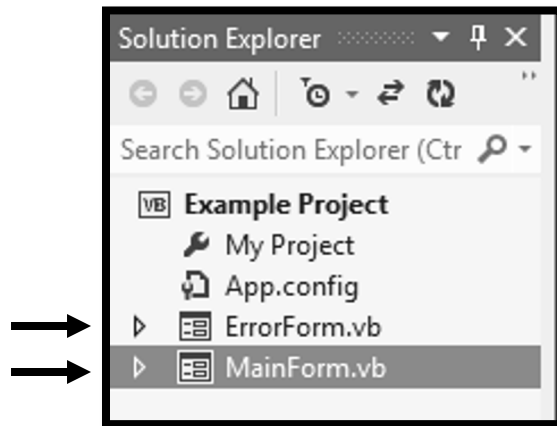 Solution Explorer
Search Solution Explorer (Ctr
VB Example Project
My Project
App.config
ErrorForm.vb
MainForm.vb